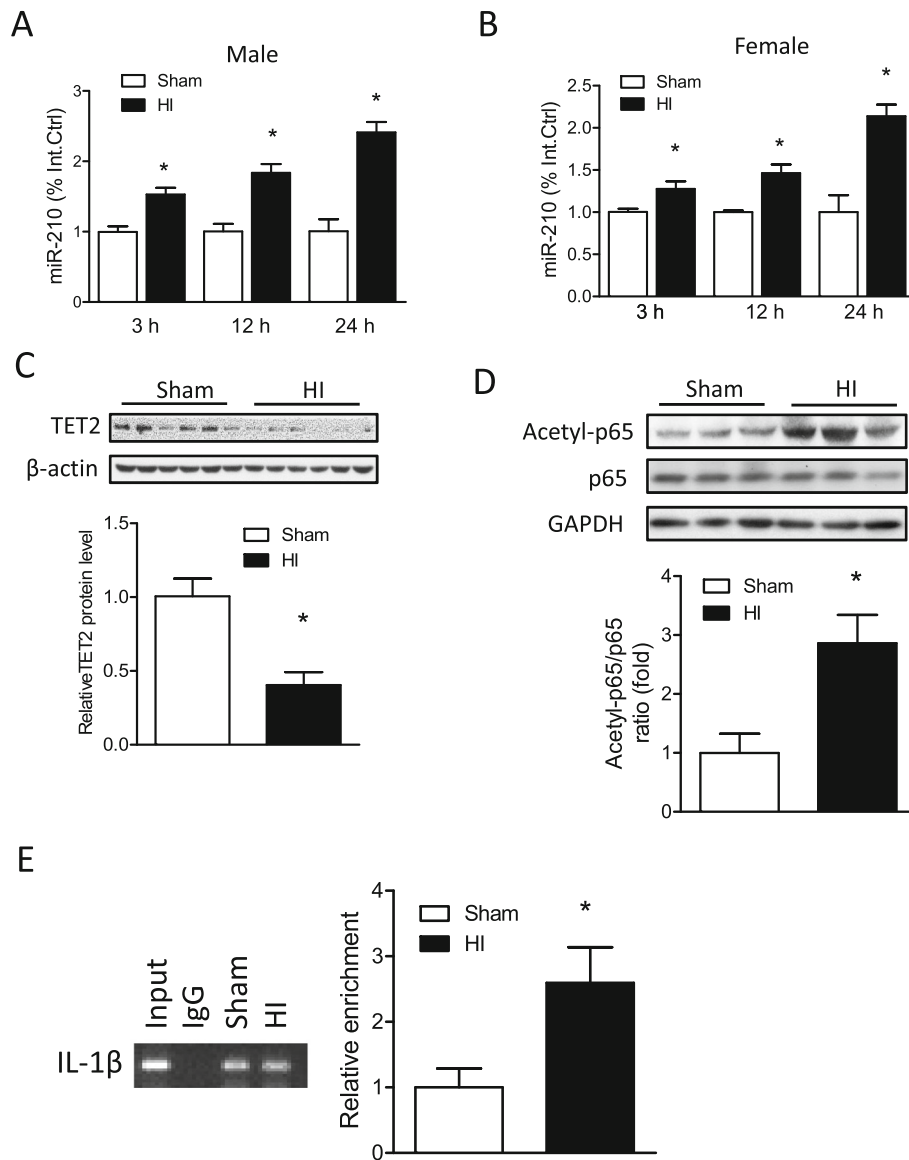 A
Male
Sham
HI
miR-210 (% Int.Ctrl)
3
2
1
0
*
*
*
3 h
12 h
24 h
B
Female
Sham
HI
miR-210 (% Int.Ctrl)
2.5
2.0
1.5
1.0
0.5
0.0
*
*
*
3 h
12 h
24 h
C
Sham
HI
TET2
β-actin
RelativeTET2 protein level
1.5
1.0
0.5
0.0
Sham
HI
*
D
Sham
HI
Acetyl-p65
p65
GAPDH
Acetyl-p65/p65
ratio (fold)
4
3
2
1
0
Sham
HI
*
E
Input
IgG
Sham
HI
IL-1β
Relative enrichment
4
3
2
1
0
Sham
HI
*